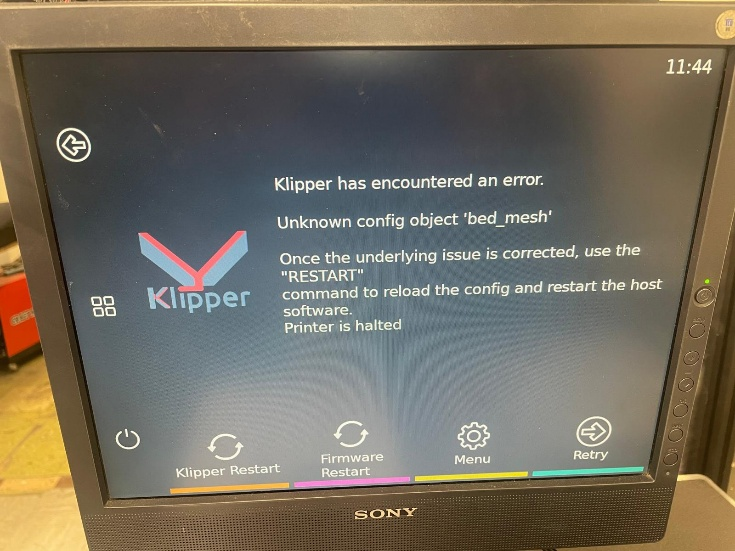 11:44
Klipper has encountered an error.
Unknown config object 'bed_mesh'
Once the underlying issue is corrected, use the
"RESTART"
command to reload the config and restart the host
software.
Printer is halted
Klipper
Klipper Restart
Firmware
Restart
Menu
Retry
SONY